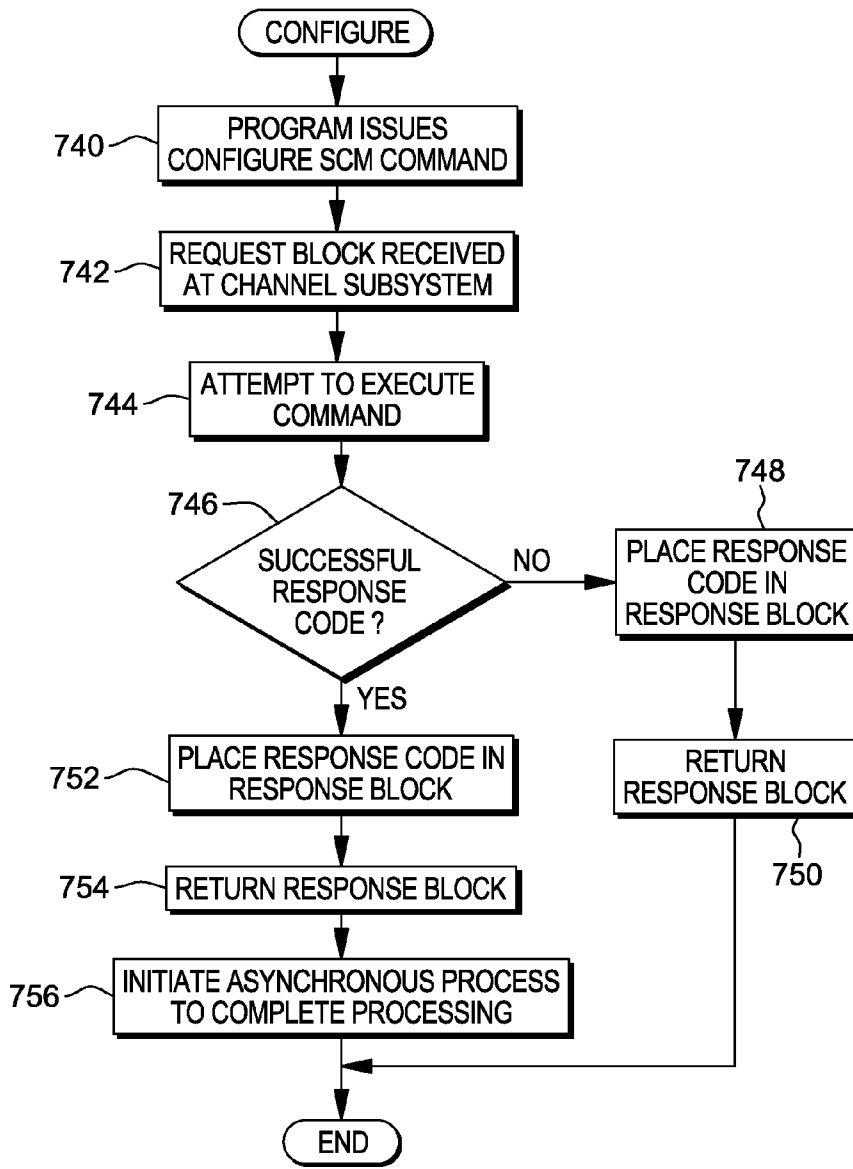 CONFIGURE
740
PROGRAM ISSUES
CONFIGURE SCM COMMAND
742
REQUEST BLOCK RECEIVED
AT CHANNEL SUBSYSTEM
744
ATTEMPT TO EXECUTE
COMMAND
746
SUCCESSFUL
RESPONSE
CODE ?
NO
748
PLACE RESPONSE
CODE IN
RESPONSE BLOCK
YES
752
PLACE RESPONSE CODE IN
RESPONSE BLOCK
RETURN
RESPONSE BLOCK
750
754
RETURN RESPONSE BLOCK
756
INITIATE ASYNCHRONOUS PROCESS
TO COMPLETE PROCESSING
END